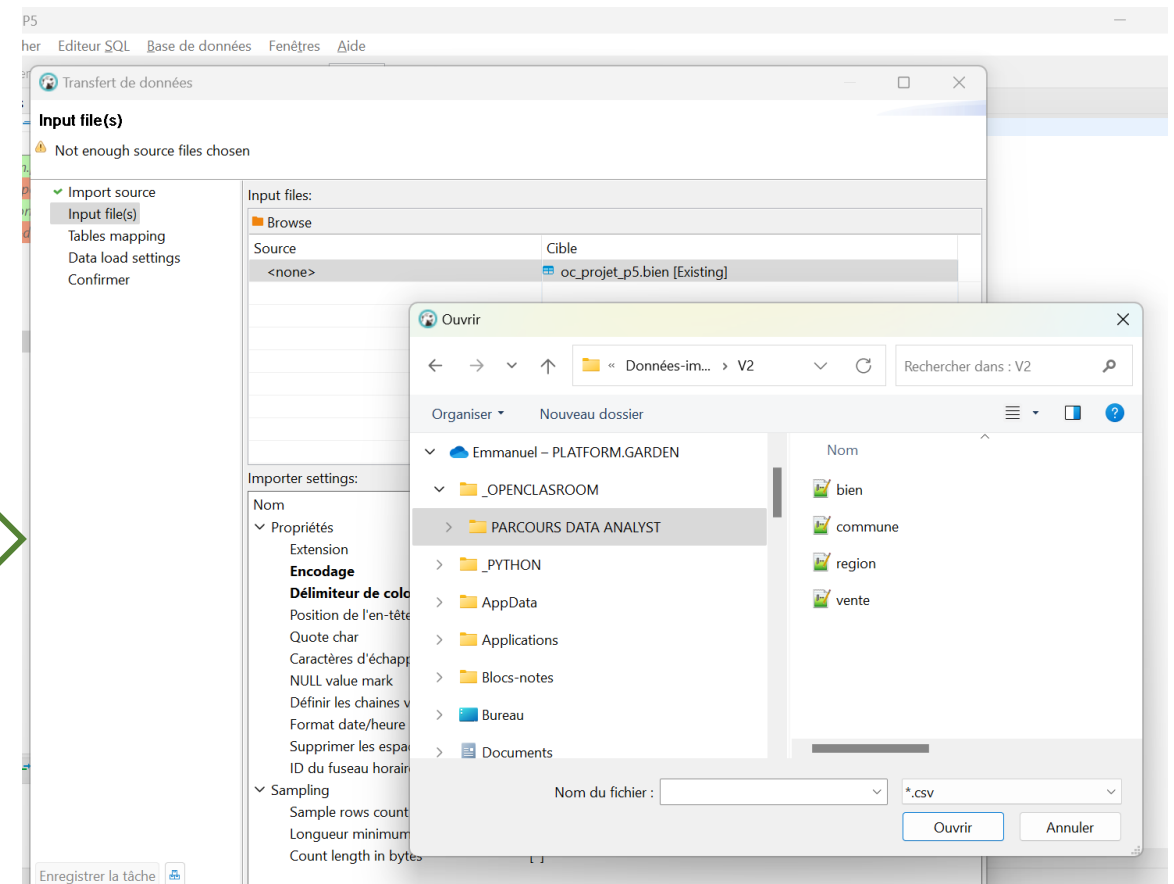 P5
her Editeur SQL Base de données Fenêtres Aide
Transfert de données
Input file(s)
Not enough source files chosen
Import source
Input file(s)
Tables mapping
Data load settings
Confirmer
Input files:
Browse
Source Cible
<none> oc_projet_p5.bien [Existing]
Importer settings:
Nom
Propriétés
Extension
Encodage
Délimiteur de colo
Position de l'en-tête
Quote char
Caractères d'échapp
NULL value mark
Définir les chaines v
Format date/heure
Supprimer les espa
ID du fuseau horair
Sampling
Sample rows count
Longueur minimum
Count length in bytes [ ]
Enregistrer la tâche
Ouvrir
« Données-im... › V2
Rechercher dans : V2
Organiser Nouveau dossier
Emmanuel – PLATFORM.GARDEN
_OPENCLASROOM
PARCOURS DATA ANALYST
_PYTHON
AppData
Applications
Blocs-notes
Bureau
Documents
Nom
bien
commune
region
vente
Nom du fichier : *.csv
Ouvrir Annuler